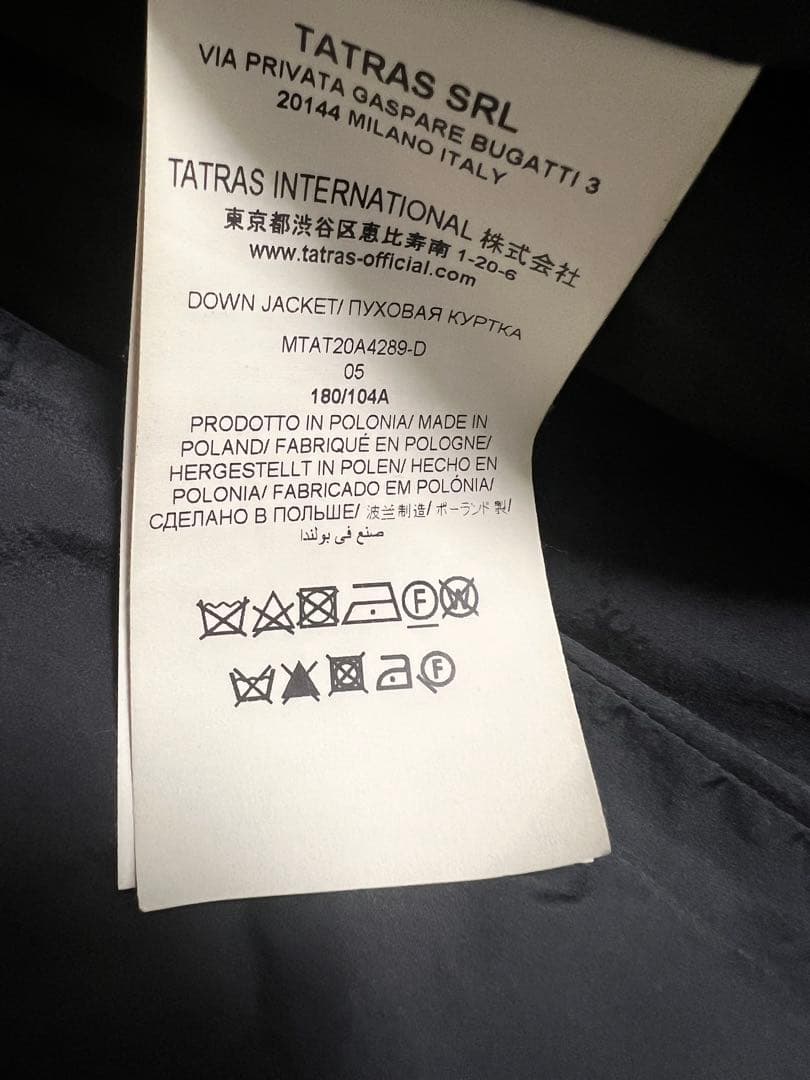 TATRAS SRL
VIA PRIVATA GASPARE BUGATTI 3
20144 MILANO ITALY
TATRAS INTERNATIONAL 株式会社
東京都渋谷区恵比寿南 1-20-6
www.tatras-official.com
DOWN JACKET/ ПУХОВАЯ КУРТКА
MTAT20A4289-D
05
180/104A
PRODOTTO IN POLONIA/ MADE IN
POLAND/ FABRIQUÉ EN POLOGNE/
HERGESTELLT IN POLEN/ HECHO EN
POLONIA/ FABRICADO EM POLÓNIA/
СДЕЛАНО В ПОЛЬШЕ/ 波兰制造/ ポーランド製/
صنع في بولندا
F W
F